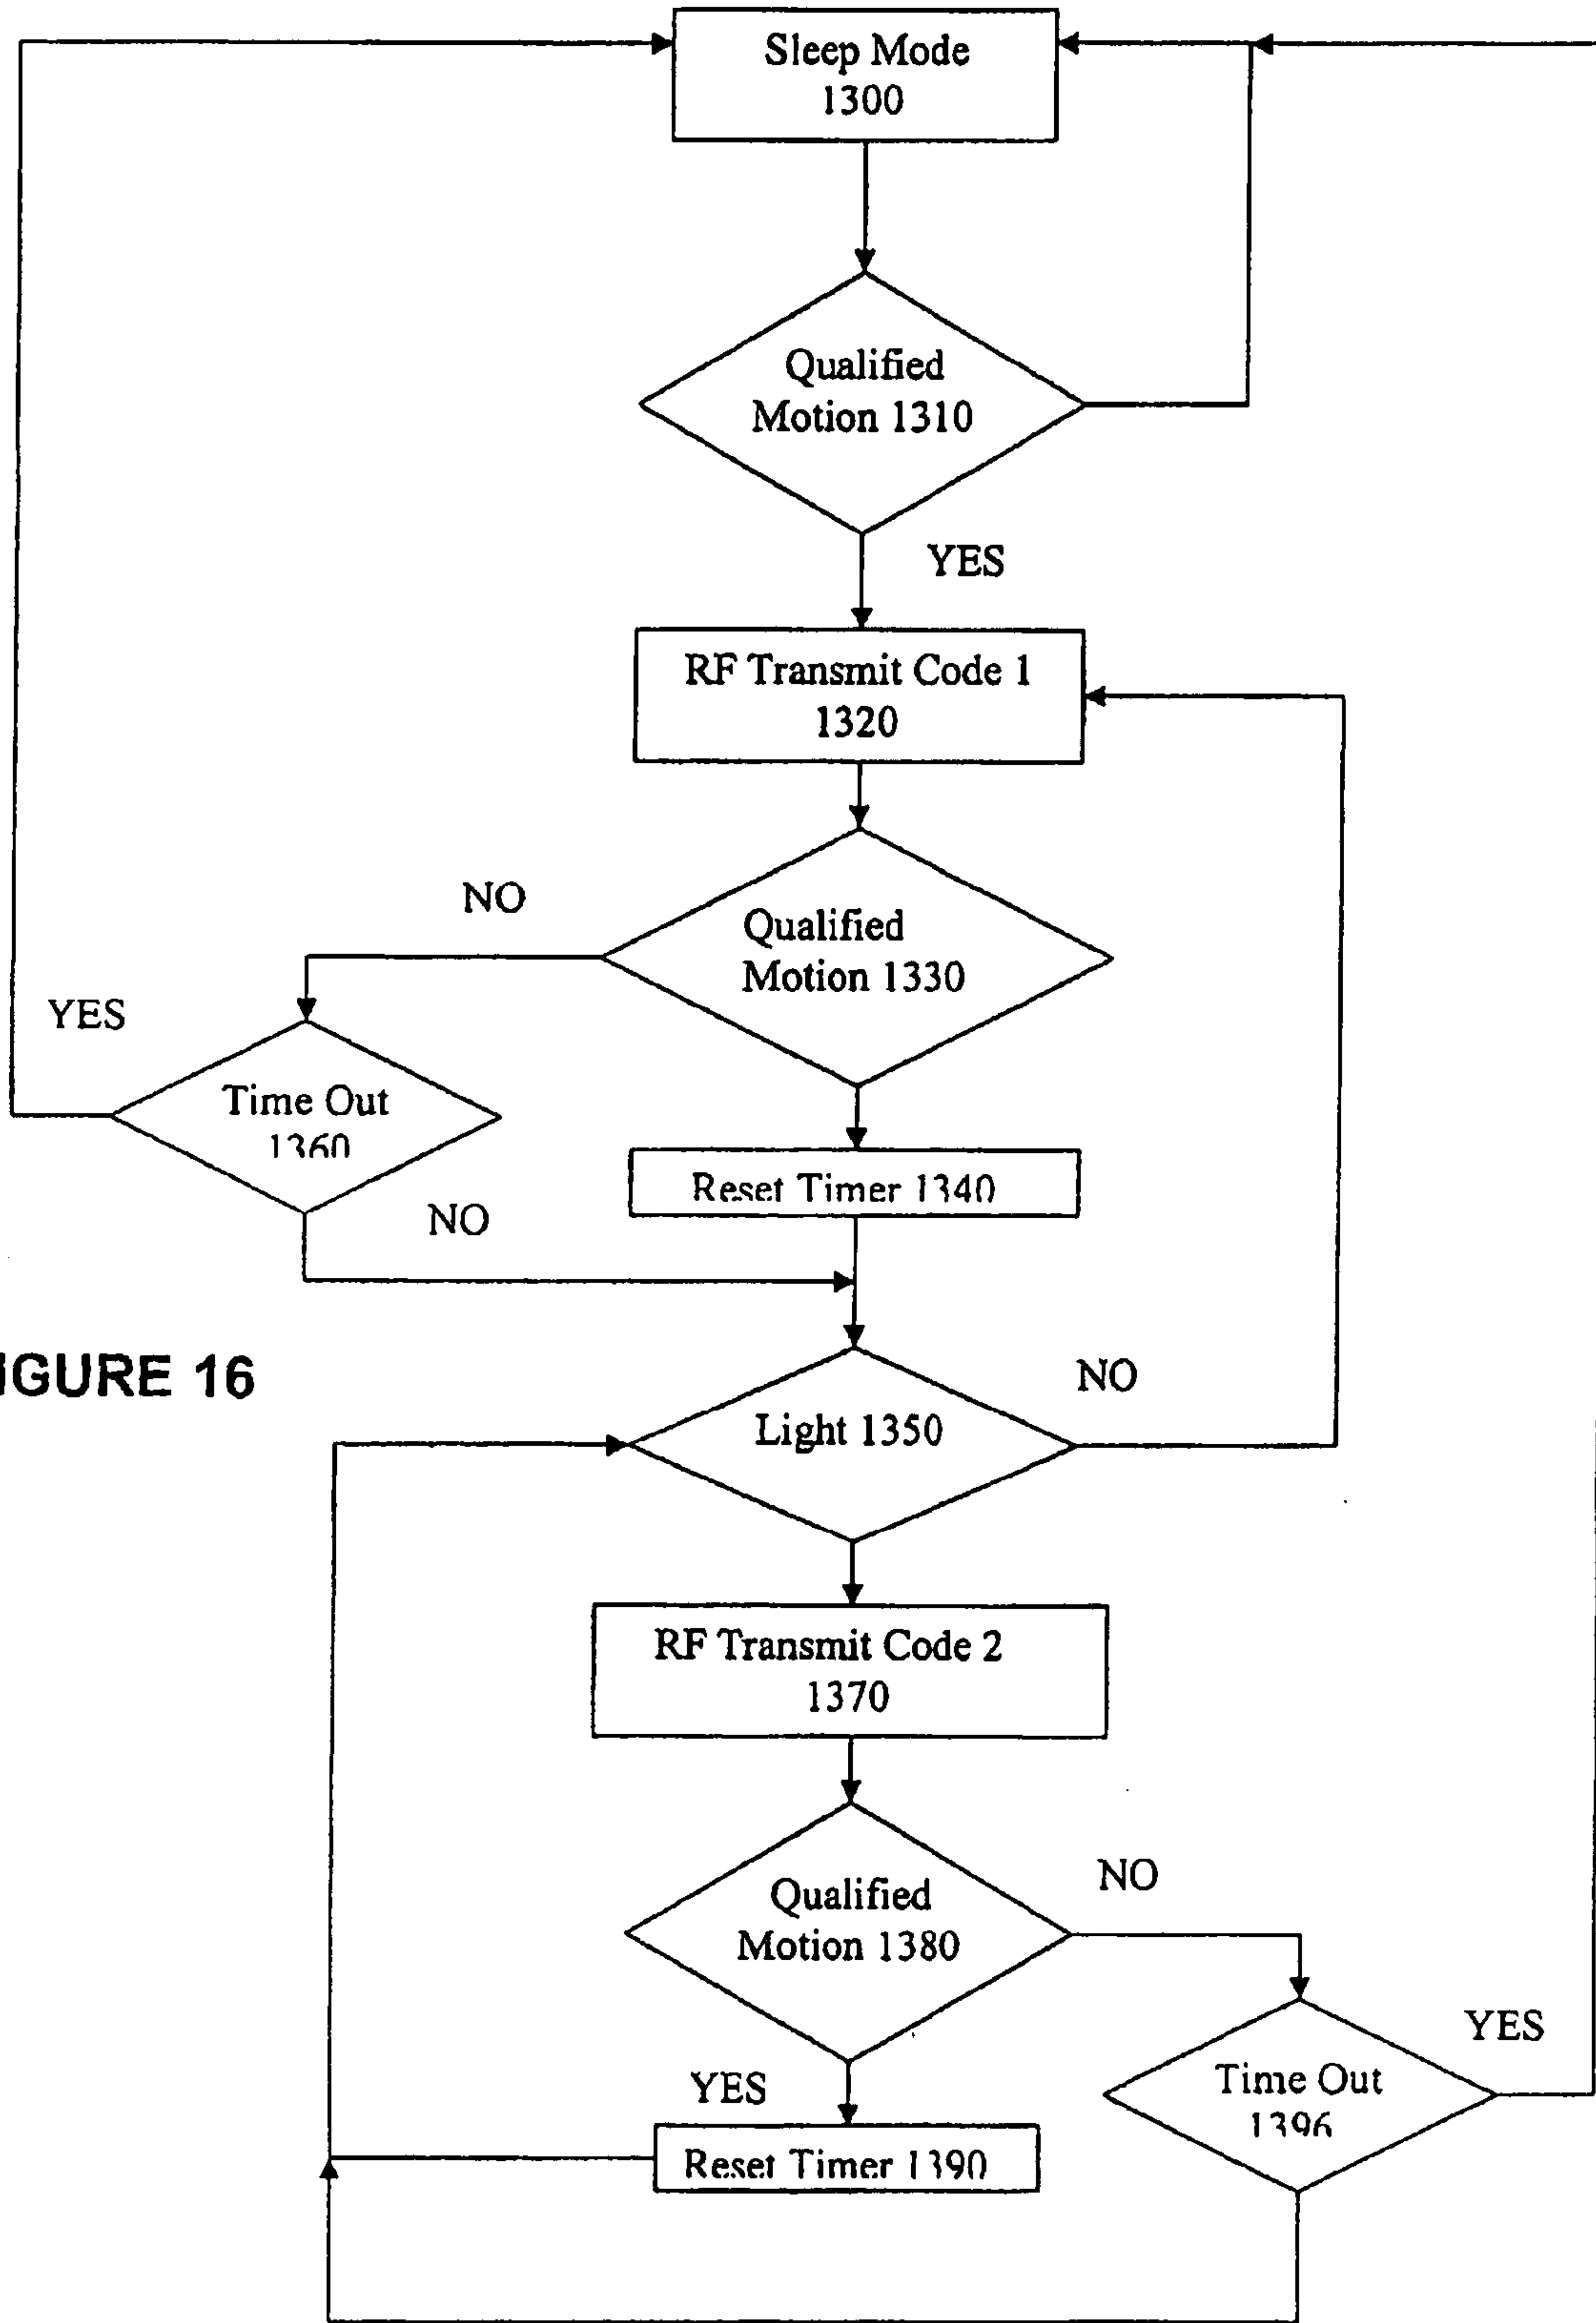 Sleep Mode
1300
Qualified
Motion 1310
YES
RF Transmit Code 1
1320
NO
Qualified
Motion 1330
YES
Time Out
1360
Reset Timer 1340
NO
IGURE 16
NO
Light 1350
RF Transmit Code 2
1370
NO
Qualified
Motion 1380
YES
Time Out
1396
YES
Reset Timer 1390